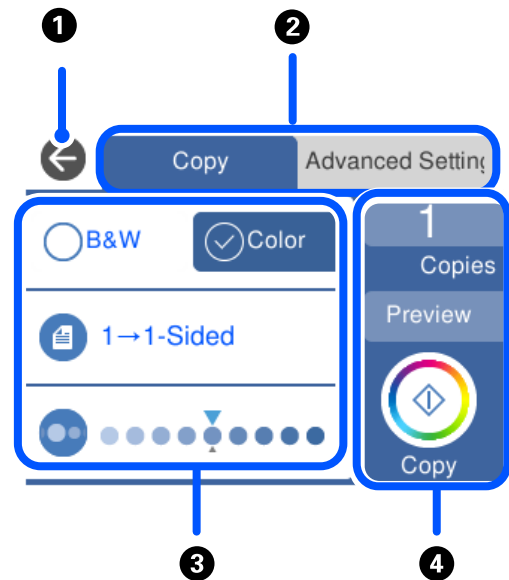 1
2
Copy
Advanced Setting
B&W
Color
1→1-Sided
1
Copies
Preview
Copy
3
4